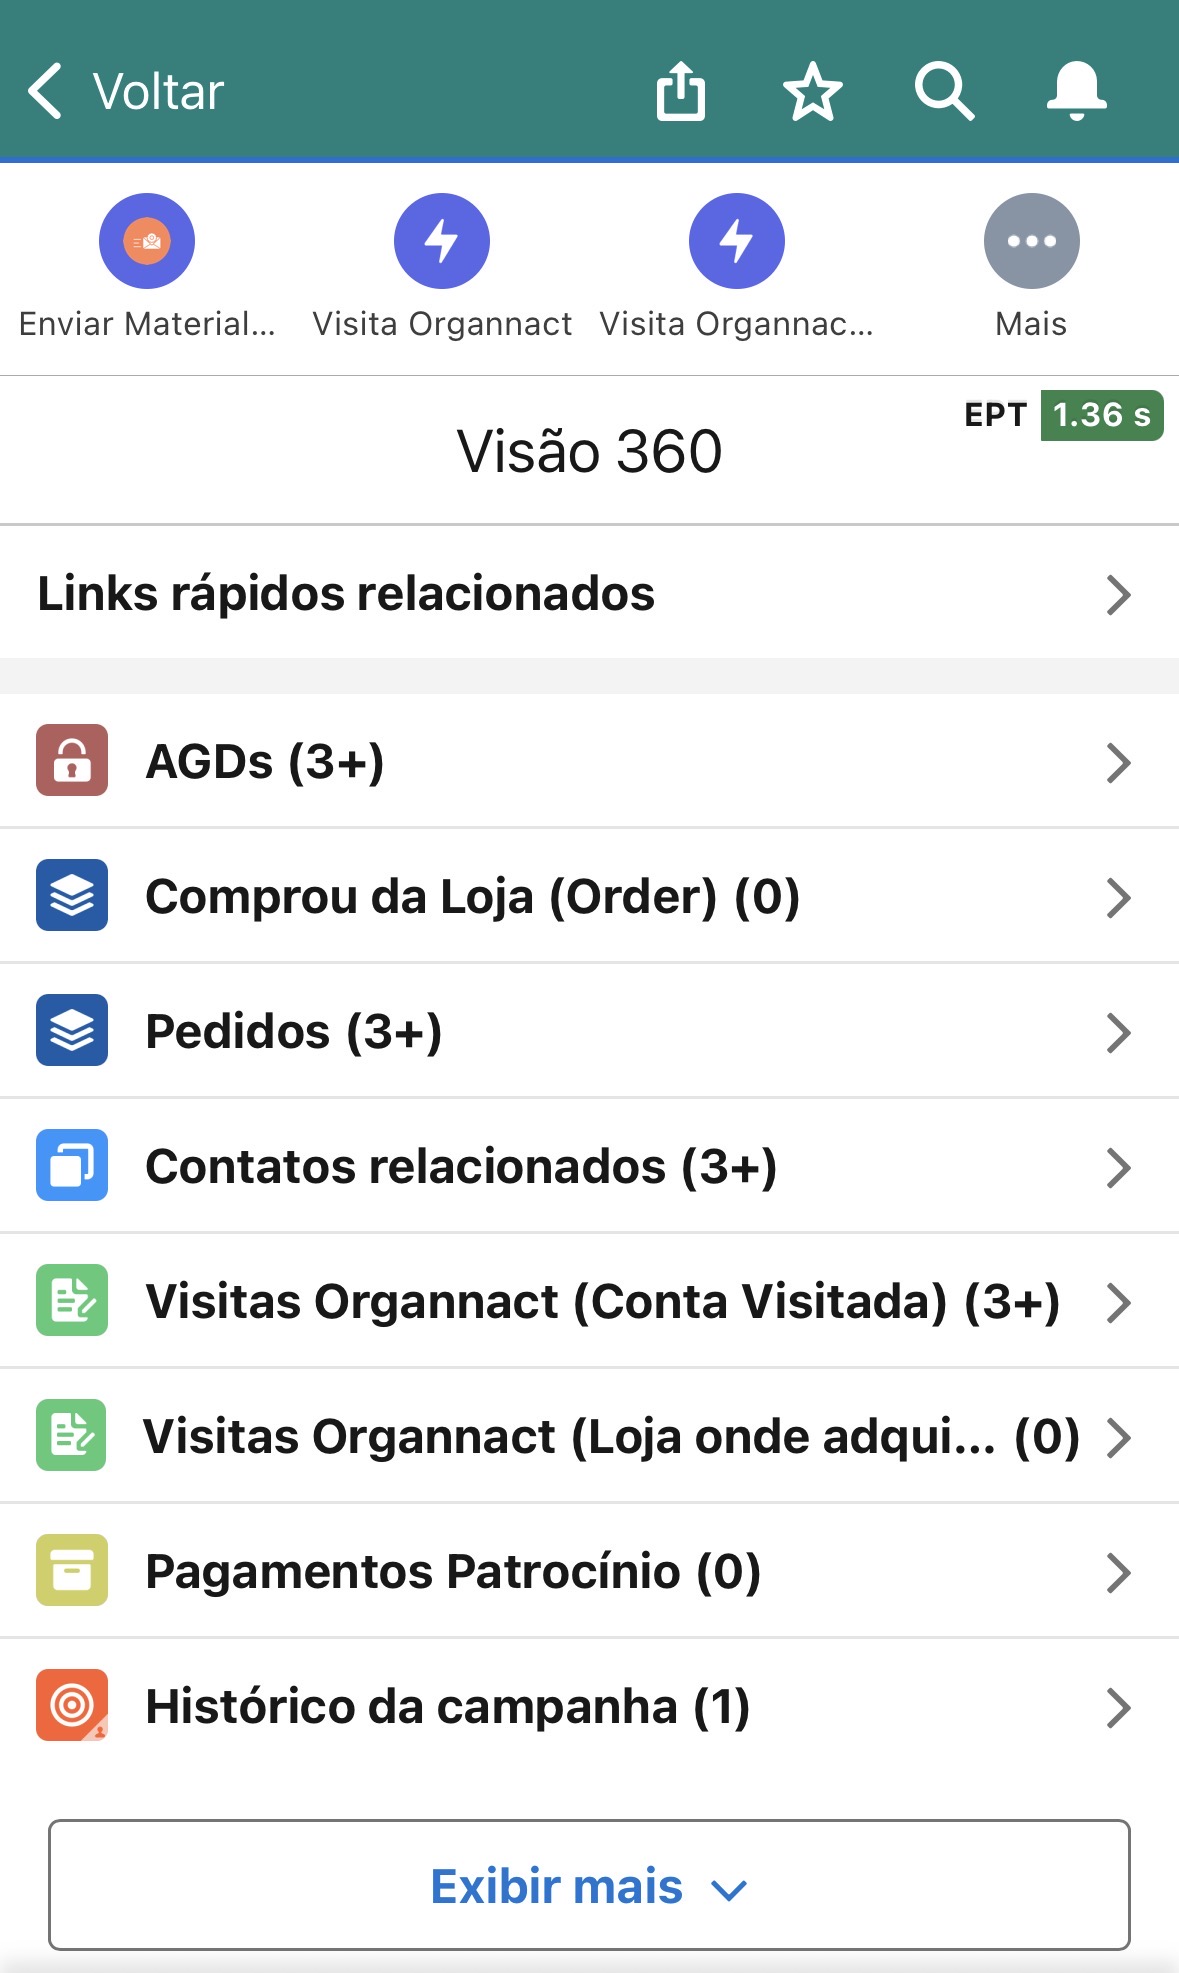 Voltar
Enviar Material...
Visita Organnact
Visita Organnac...
Mais
EPT 1.36 s
Visão 360
Links rápidos relacionados
AGDs (3+)
Comprou da Loja (Order) (0)
Pedidos (3+)
Contatos relacionados (3+)
Visitas Organnact (Conta Visitada) (3+)
Visitas Organnact (Loja onde adqui... (0)
Pagamentos Patrocínio (0)
Histórico da campanha (1)
Exibir mais